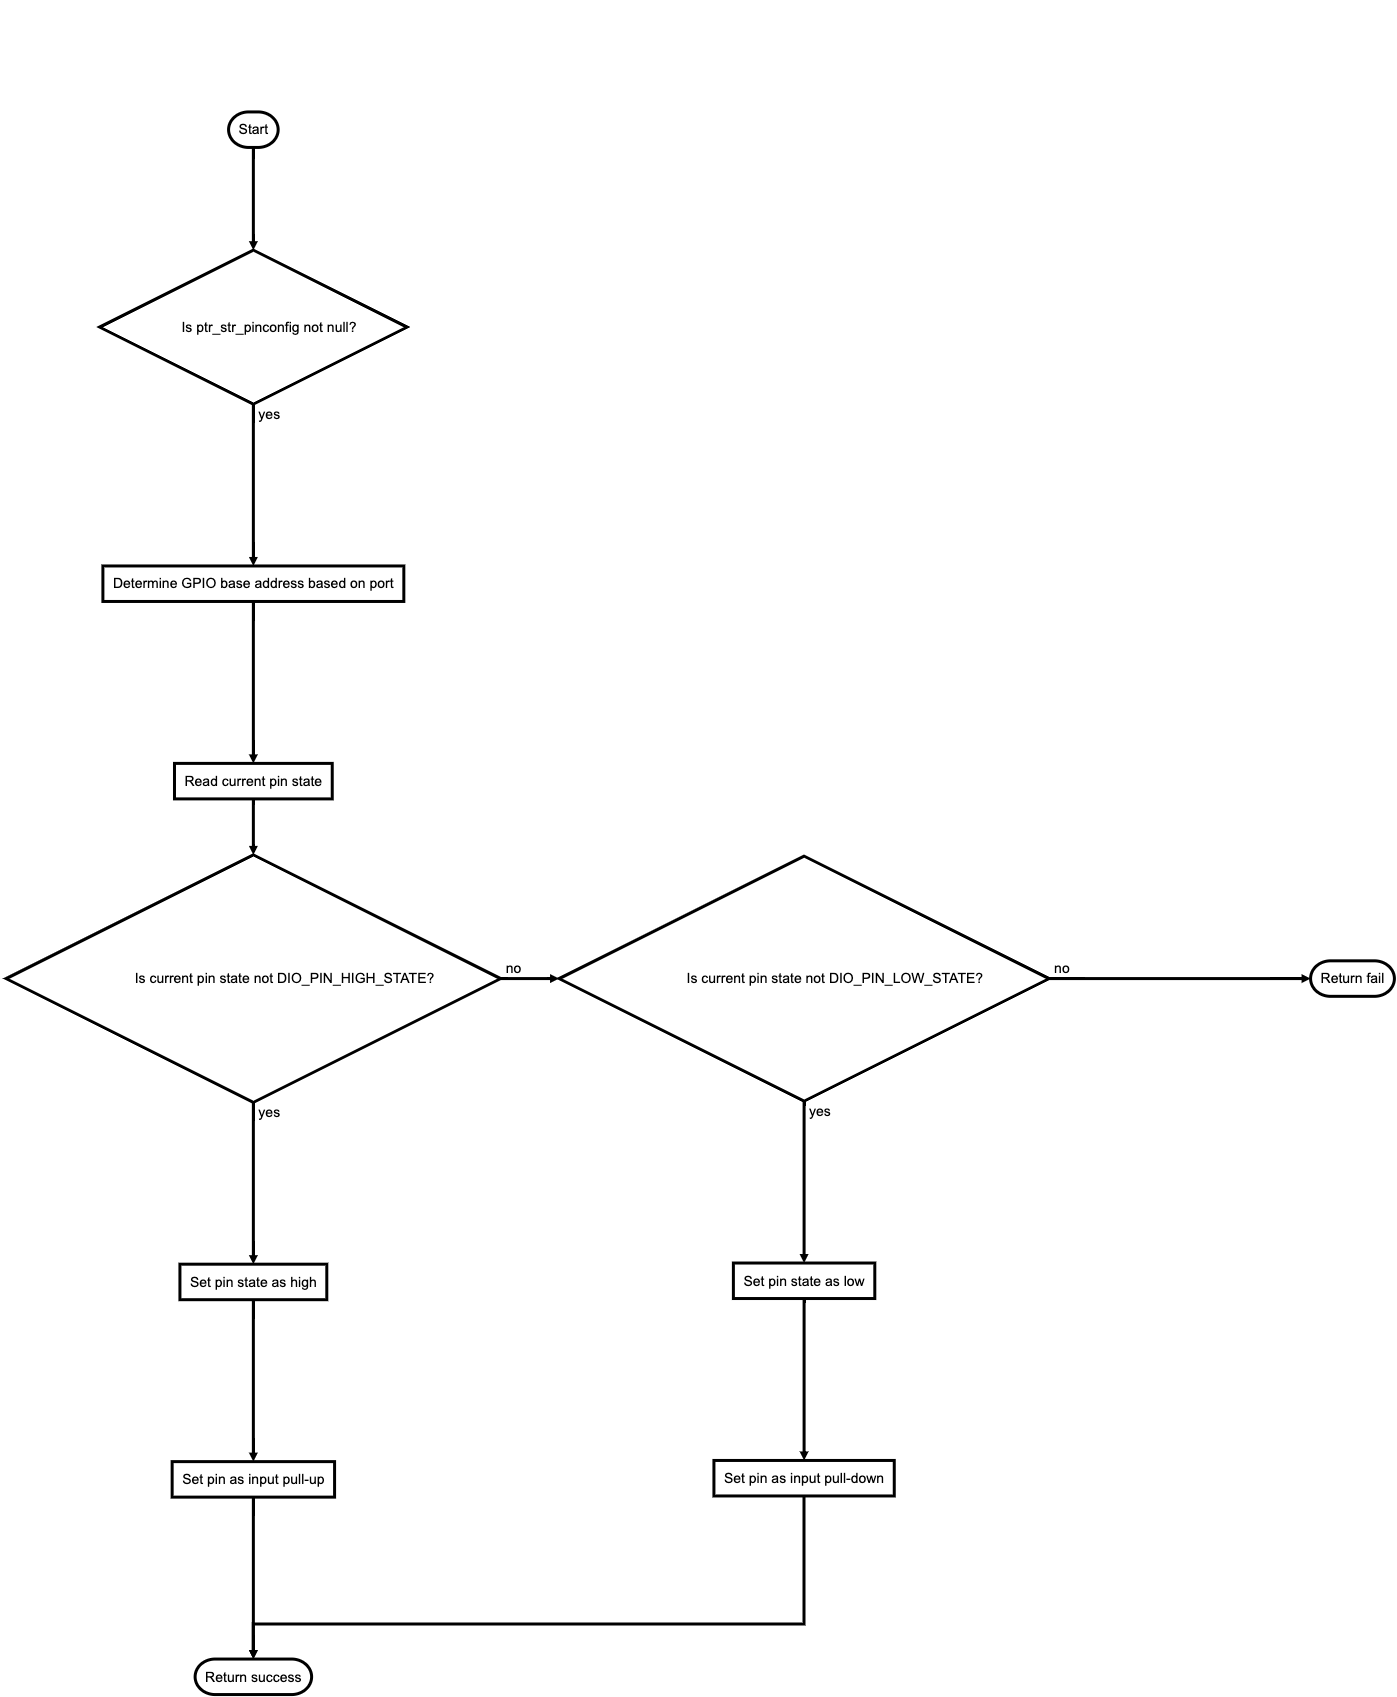 Start
Is ptr_str_pinconfig not null?
yes
Determine GPIO base address based on port
Read current pin state
Is current pin state not DIO_PIN_HIGH_STATE?
no
Is current pin state not DIO_PIN_LOW_STATE?
no
Return fail
yes
yes
Set pin state as high
Set pin state as low
Set pin as input pull-up
Set pin as input pull-down
Return success